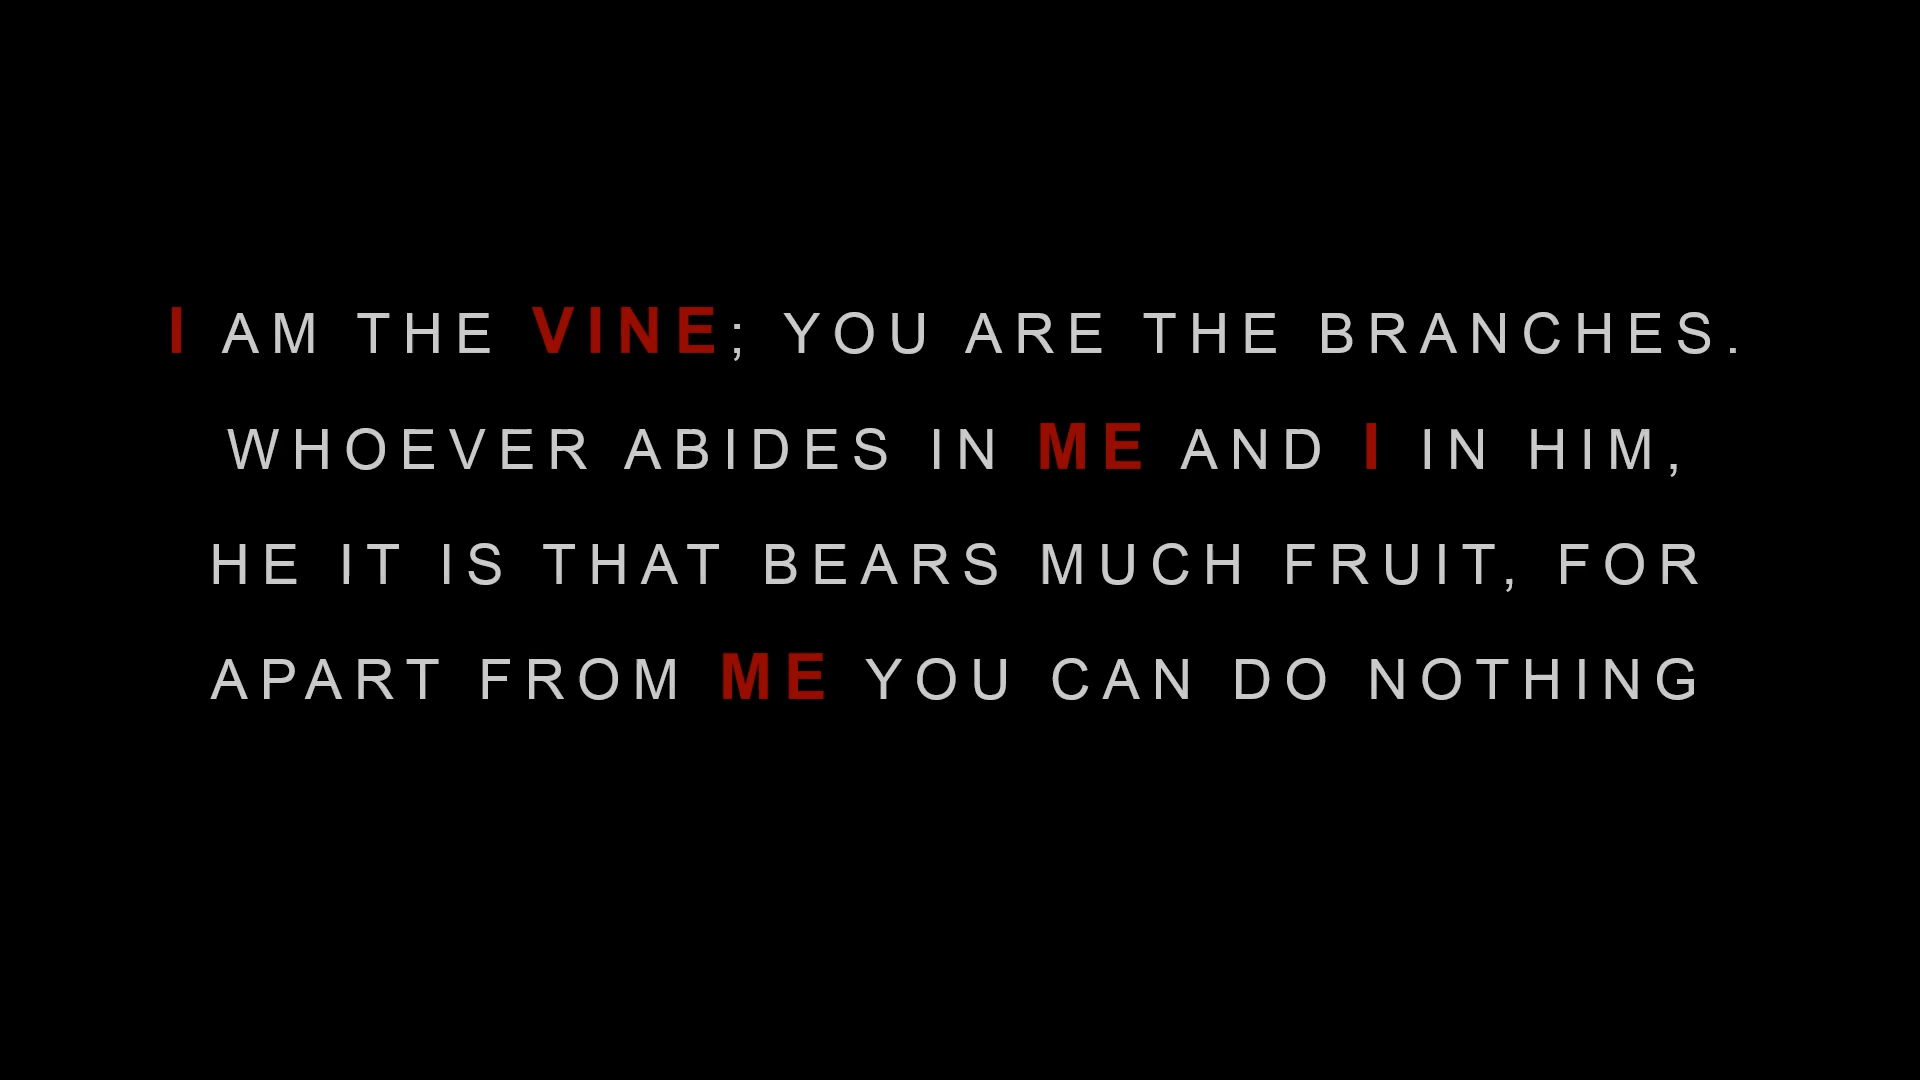 I AM THE VINE; YOU ARE THE BRANCHES.
WHOEVER ABIDES IN ME AND I IN HIM,
HE IT IS THAT BEARS MUCH FRUIT, FOR
APART FROM ME YOU CAN DO NOTHING